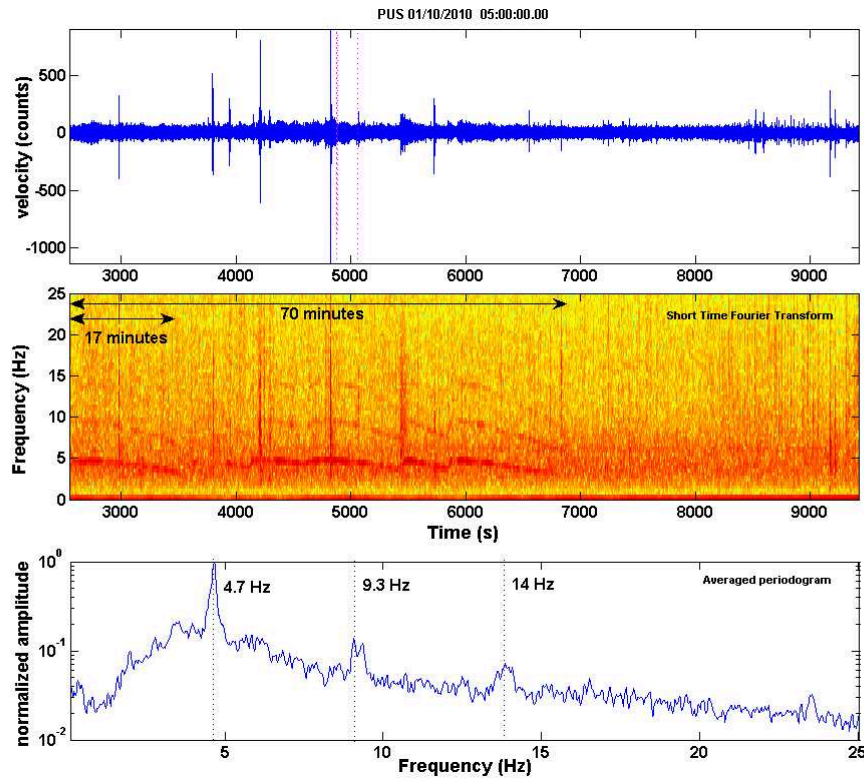 PUS 01/10/2010 05:00:00.00
velocity (counts)
500
0
-500
-1000
3000 4000 5000 6000 7000 8000 9000
Frequency (Hz)
25
20
15
10
5
0
70 minutes
17 minutes
Short Time Fourier Transform
3000 4000 5000 6000 7000 8000 9000
Time (s)
normalized amplitude
10^0
10^-1
10^-2
4.7 Hz 9.3 Hz 14 Hz Averaged periodogram
5 10 15 20 25
Frequency (Hz)